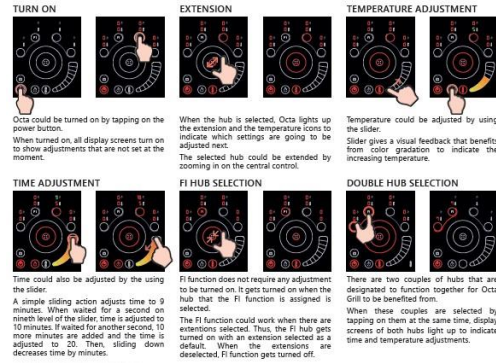 TURN ON
Octa could be turned on by tapping on the
power button.
When turned on, all display screens turn on
to show adjustments that are not set at the
moment.
EXTENSION
When the hub is selected, Octa lights up
the extension and the temperature icons to
indicate which settings are going to be
adjusted next.
The selected hub could be extended by
zooming in on the central control.
TEMPERATURE ADJUSTMENT
Temperature could be adjusted by using
the slider.
Slider gives a visual feedback that benefits
from color gradation to indicate the
increasing temperature.
TIME ADJUSTMENT
Time could also be adjusted by the using
the slider.
A simple sliding action adjusts time to 9
minutes. When waited for a second on
nineth level of the slider, time is adjusted to
10 minutes. If waited for another second, 10
more minutes are added and the time is
adjusted to 20. Then, sliding down
decreases time by minutes.
FI HUB SELECTION
FI function does not require any adjustment
to be turned on. It gets turned on when the
hub that the FI function is assigned is
selected.
The FI function could work when there are
extentions selected. Thus, the FI hub gets
turned on with an extension selected as a
default. When the extensions are
deselected, FI function gets turned off.
DOUBLE HUB SELECTION
There are two couples of hubs that are
designated to function together for Octa
Grill to be benefited from.
When these couples are selected by
tapping on them at the same time, display
screens of both hubs light up to indicate
time and temperature adjustments.